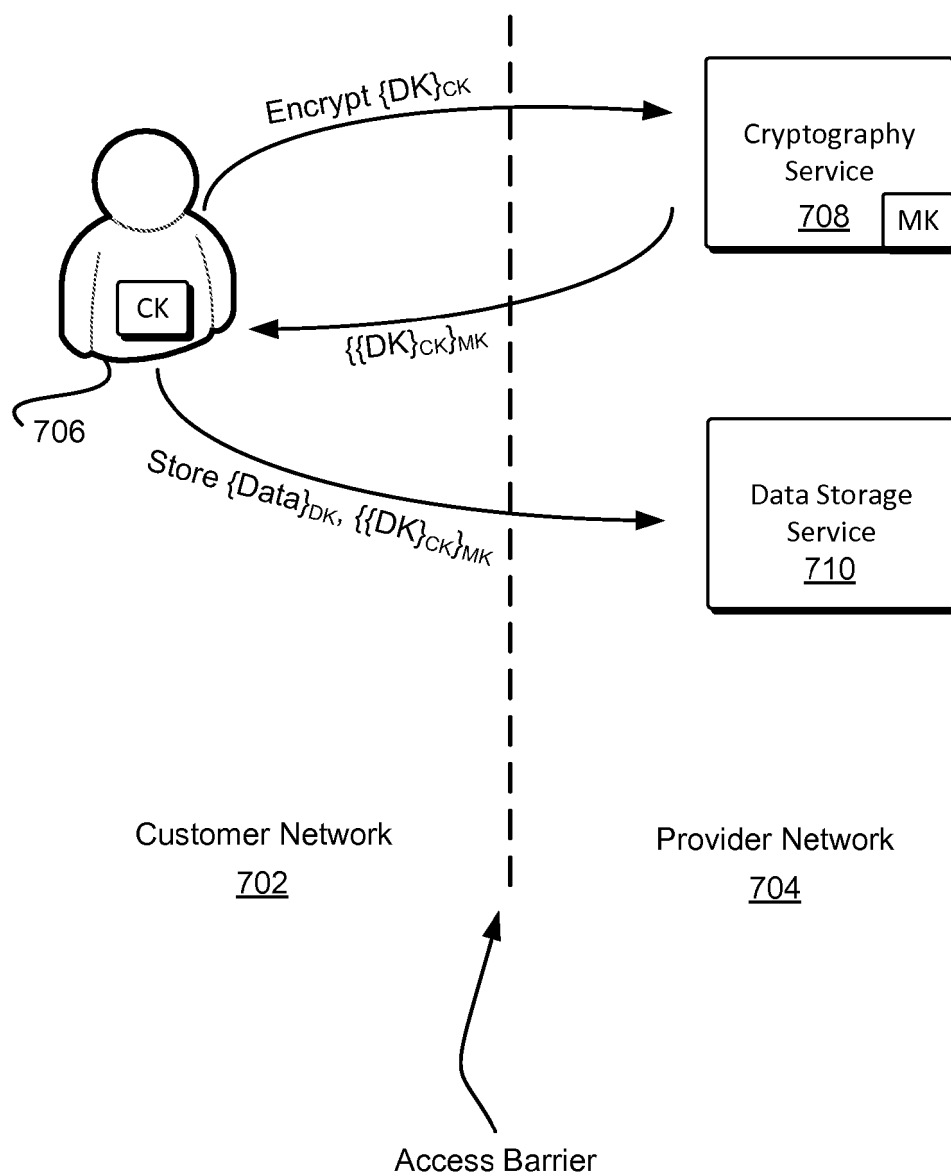 Encrypt {DK}CK
Cryptography
Service
708
MK
CK
{{DK}CK}MK
706
Store {Data}DK, {{DK}CK}MK
Data Storage
Service
710
Customer Network
702
Provider Network
704
Access Barrier